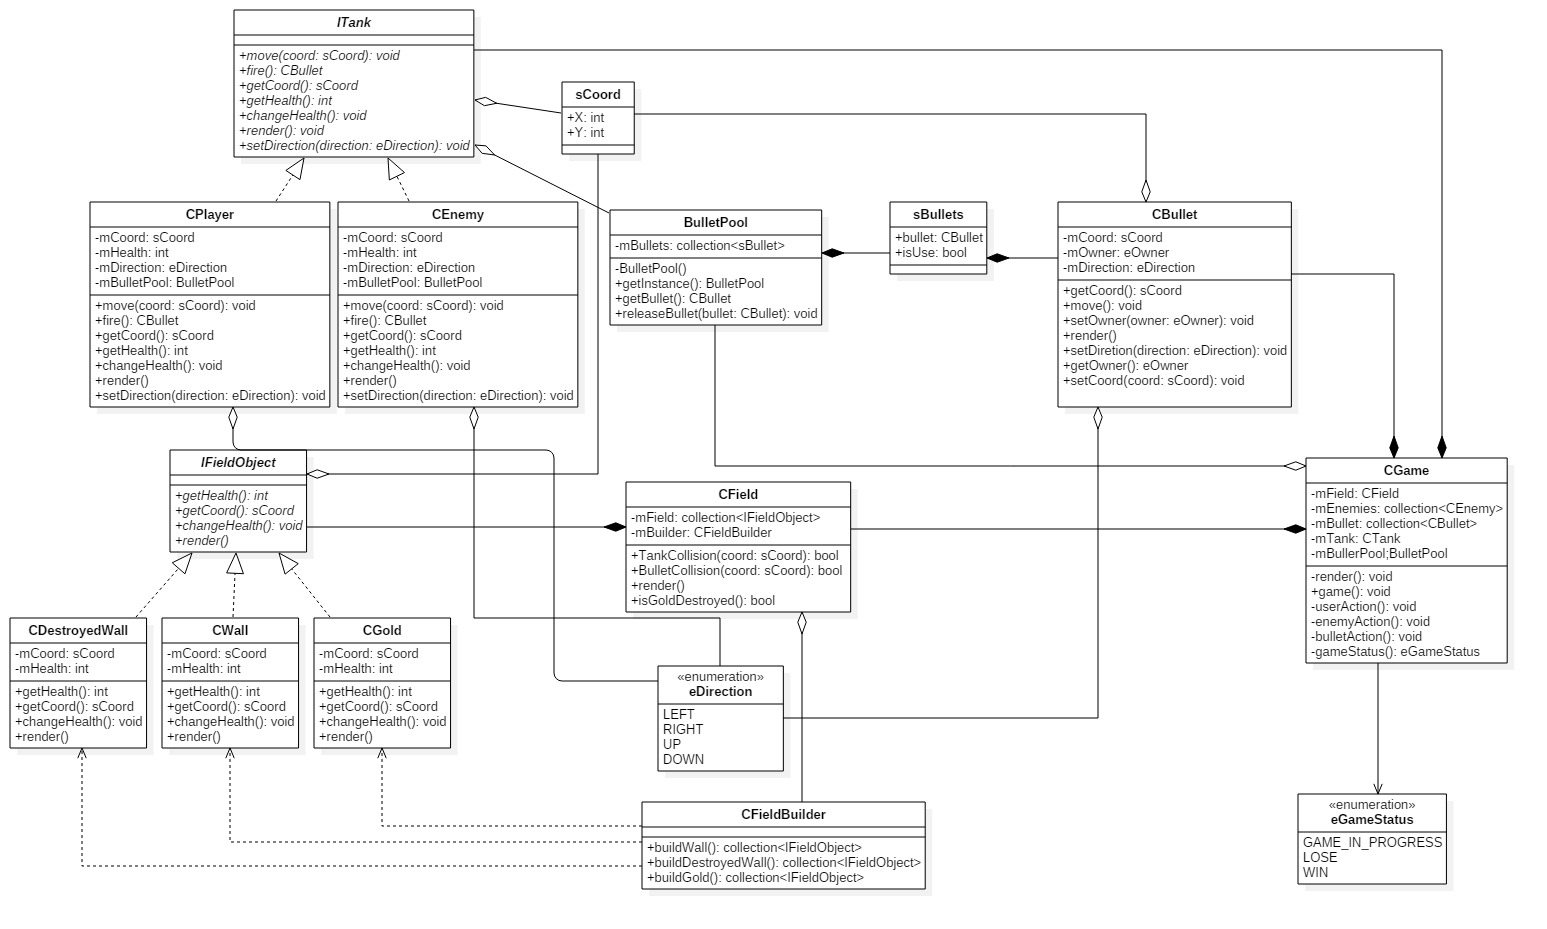 ITank
+move(coord: sCoord): void
+fire(): CBullet
+getCoord(): sCoord
+getHealth(): int
+changeHealth(): void
+render(): void
+setDirection(direction: eDirection): void
sCoord
+X: int
+Y: int
CPlayer
-mCoord: sCoord
-mHealth: int
-mDirection: eDirection
-mBulletPool: BulletPool
+move(coord: sCoord): void
+fire(): CBullet
+getCoord(): sCoord
+getHealth(): int
+changeHealth(): void
+render()
+setDirection(direction: eDirection): void
CEnemy
-mCoord: sCoord
-mHealth: int
-mDirection: eDirection
-mBulletPool: BulletPool
+move(coord: sCoord): void
+fire(): CBullet
+getCoord(): sCoord
+getHealth(): int
+changeHealth(): void
+render()
+setDirection(direction: eDirection): void
BulletPool
-mBullets: collection<sBullet>
-BulletPool()
+getInstance(): BulletPool
+getBullet(): CBullet
+releaseBullet(bullet: CBullet): void
sBullets
+bullet: CBullet
+isUse: bool
CBullet
-mCoord: sCoord
-mOwner: eOwner
-mDirection: eDirection
+getCoord(): sCoord
+move(): void
+setOwner(owner: eOwner): void
+render()
+setDiretion(direction: eDirection): void
+getOwner(): eOwner
+setCoord(coord: sCoord): void
IFieldObject
+getHealth(): int
+getCoord(): sCoord
+changeHealth(): void
+render()
CField
-mField: collection<IFieldObject>
-mBuilder: CFieldBuilder
+TankCollision(coord: sCoord): bool
+BulletCollision(coord: sCoord): bool
+render()
+isGoldDestroyed(): bool
CGame
-mField: CField
-mEnemies: collection<CEnemy>
-mBullet: collection<CBullet>
-mTank: CTank
-mBullerPool;BulletPool
-render(): void
+game(): void
-userAction(): void
-enemyAction(): void
-bulletAction(): void
-gameStatus(): eGameStatus
CDestroyedWall
-mCoord: sCoord
-mHealth: int
+getHealth(): int
+getCoord(): sCoord
+changeHealth(): void
+render()
CWall
-mCoord: sCoord
-mHealth: int
+getHealth(): int
+getCoord(): sCoord
+changeHealth(): void
+render()
CGold
-mCoord: sCoord
-mHealth: int
+getHealth(): int
+getCoord(): sCoord
+changeHealth(): void
+render()
«enumeration»
eDirection
LEFT
RIGHT
UP
DOWN
CFieldBuilder
+buildWall(): collection<IFieldObject>
+buildDestroyedWall(): collection<IFieldObject>
+buildGold(): collection<IFieldObject>
«enumeration»
eGameStatus
GAME_IN_PROGRESS
LOSE
WIN